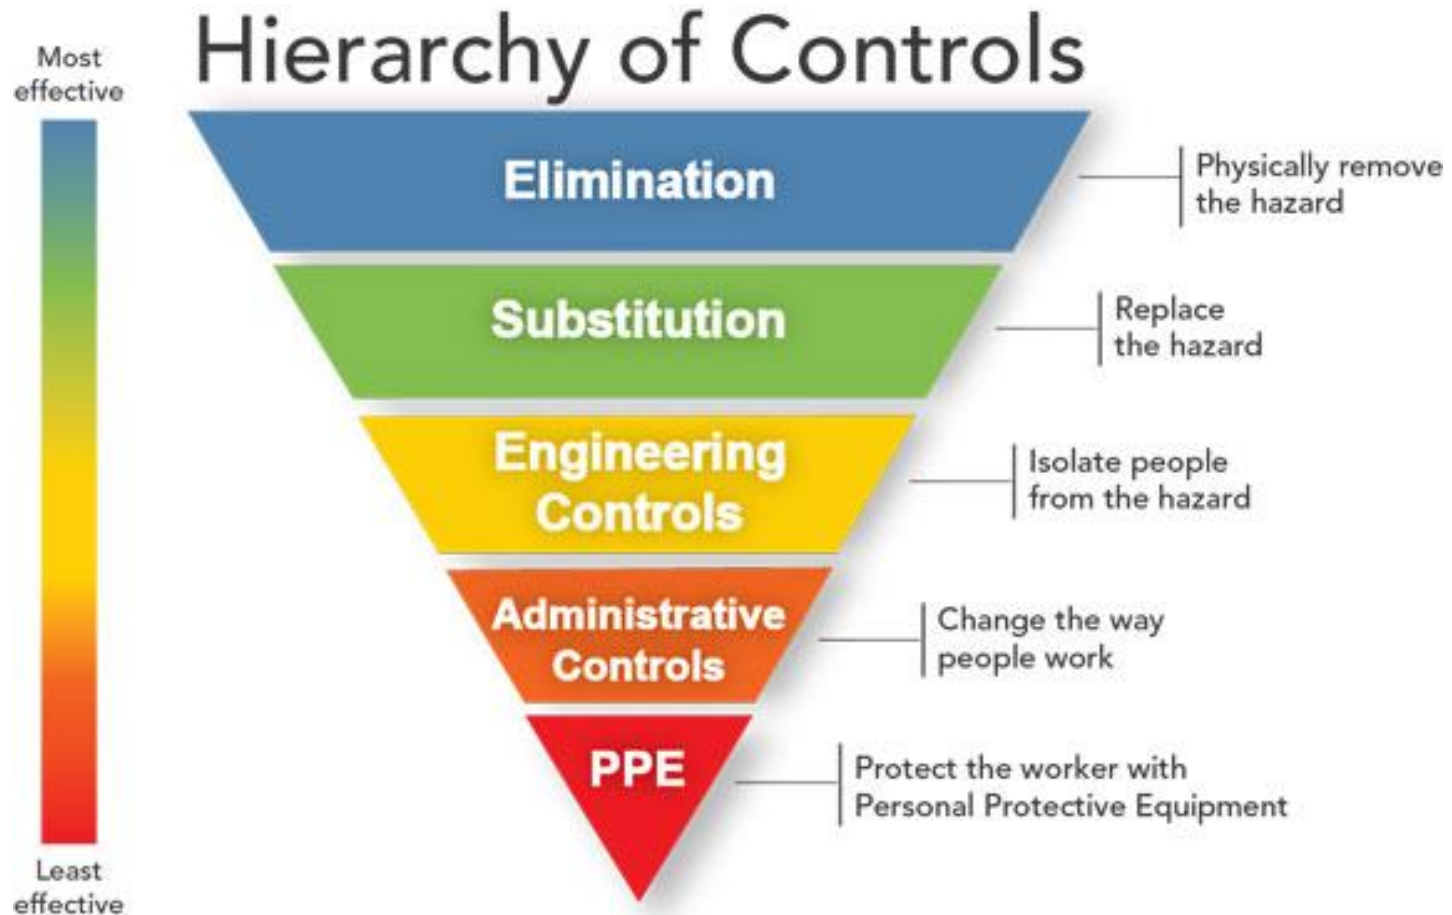 Hierarchy of Controls
Most
effective
Elimination
Physically remove
the hazard
Substitution
Replace
the hazard
Engineering
Controls
Isolate people
from the hazard
Administrative
Controls
Change the way
people work
PPE
Protect the worker with
Personal Protective Equipment
Least
effective